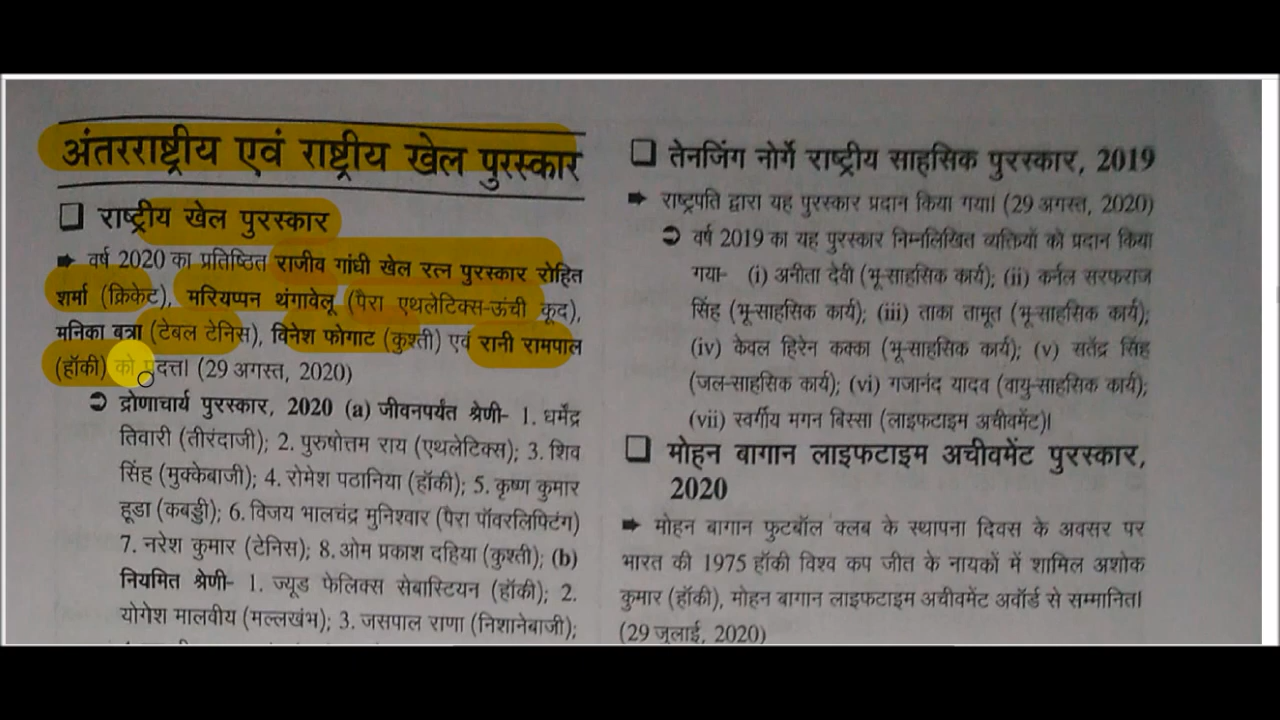 अंतरराष्ट्रीय एवं राष्ट्रीय खेल पुरस्कार
❑ राष्ट्रीय खेल पुरस्कार
➡ वर्ष 2020 का प्रतिष्ठित राजीव गांधी खेल रत्न पुरस्कार रोहित
शर्मा (क्रिकेट), मरियप्पन थंगावेलू (पैरा एथलेटिक्स-ऊंची कूद),
मनिका बत्रा (टेबल टेनिस), विनेश फोगाट (कुश्ती) एवं रानी रामपाल
(हॉकी) को प्रदत्त। (29 अगस्त, 2020)
➲ द्रोणाचार्य पुरस्कार, 2020 (a) जीवनपर्यंत श्रेणी- 1. धर्मेंद्र
तिवारी (तीरंदाजी); 2. पुरुषोत्तम राय (एथलेटिक्स); 3. शिव
सिंह (मुक्केबाजी); 4. रोमेश पठानिया (हॉकी); 5. कृष्ण कुमार
हूडा (कबड्डी); 6. विजय भालचंद्र मुनिश्वार (पैरा पॉवरलिफ्टिंग)
7. नरेश कुमार (टेनिस); 8. ओम प्रकाश दहिया (कुश्ती); (b)
नियमित श्रेणी- 1. ज्यूड फेलिक्स सेबास्टियन (हॉकी); 2.
योगेश मालवीय (मल्लखंभ); 3. जसपाल राणा (निशानेबाजी);
❑ तेनजिंग नोर्गे राष्ट्रीय साहसिक पुरस्कार, 2019
➡ राष्ट्रपति द्वारा यह पुरस्कार प्रदान किया गया। (29 अगस्त, 2020)
➲ वर्ष 2019 का यह पुरस्कार निम्नलिखित व्यक्तियों को प्रदान किया
गया- (i) अनीता देवी (भू-साहसिक कार्य); (ii) कर्नल सरफराज
सिंह (भू-साहसिक कार्य); (iii) ताका तामूत (भू-साहसिक कार्य);
(iv) केवल हिरेन कक्का (भू-साहसिक कार्य); (v) सतेंद्र सिंह
(जल-साहसिक कार्य); (vi) गजानंद यादव (वायु-साहसिक कार्य);
(vii) स्वर्गीय मगन बिस्सा (लाइफटाइम अचीवमेंट)।
❑ मोहन बागान लाइफटाइम अचीवमेंट पुरस्कार,
2020
➡ मोहन बागान फुटबॉल क्लब के स्थापना दिवस के अवसर पर
भारत की 1975 हॉकी विश्व कप जीत के नायकों में शामिल अशोक
कुमार (हॉकी), मोहन बागान लाइफटाइम अचीवमेंट अवॉर्ड से सम्मानित।
(29 जुलाई, 2020)